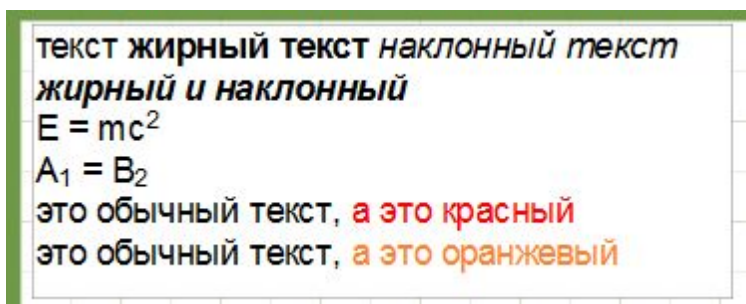 текст жирный текст наклонный текст
жирный и наклонный
E = mc²
A₁ = B₂
это обычный текст, а это красный
это обычный текст, а это оранжевый